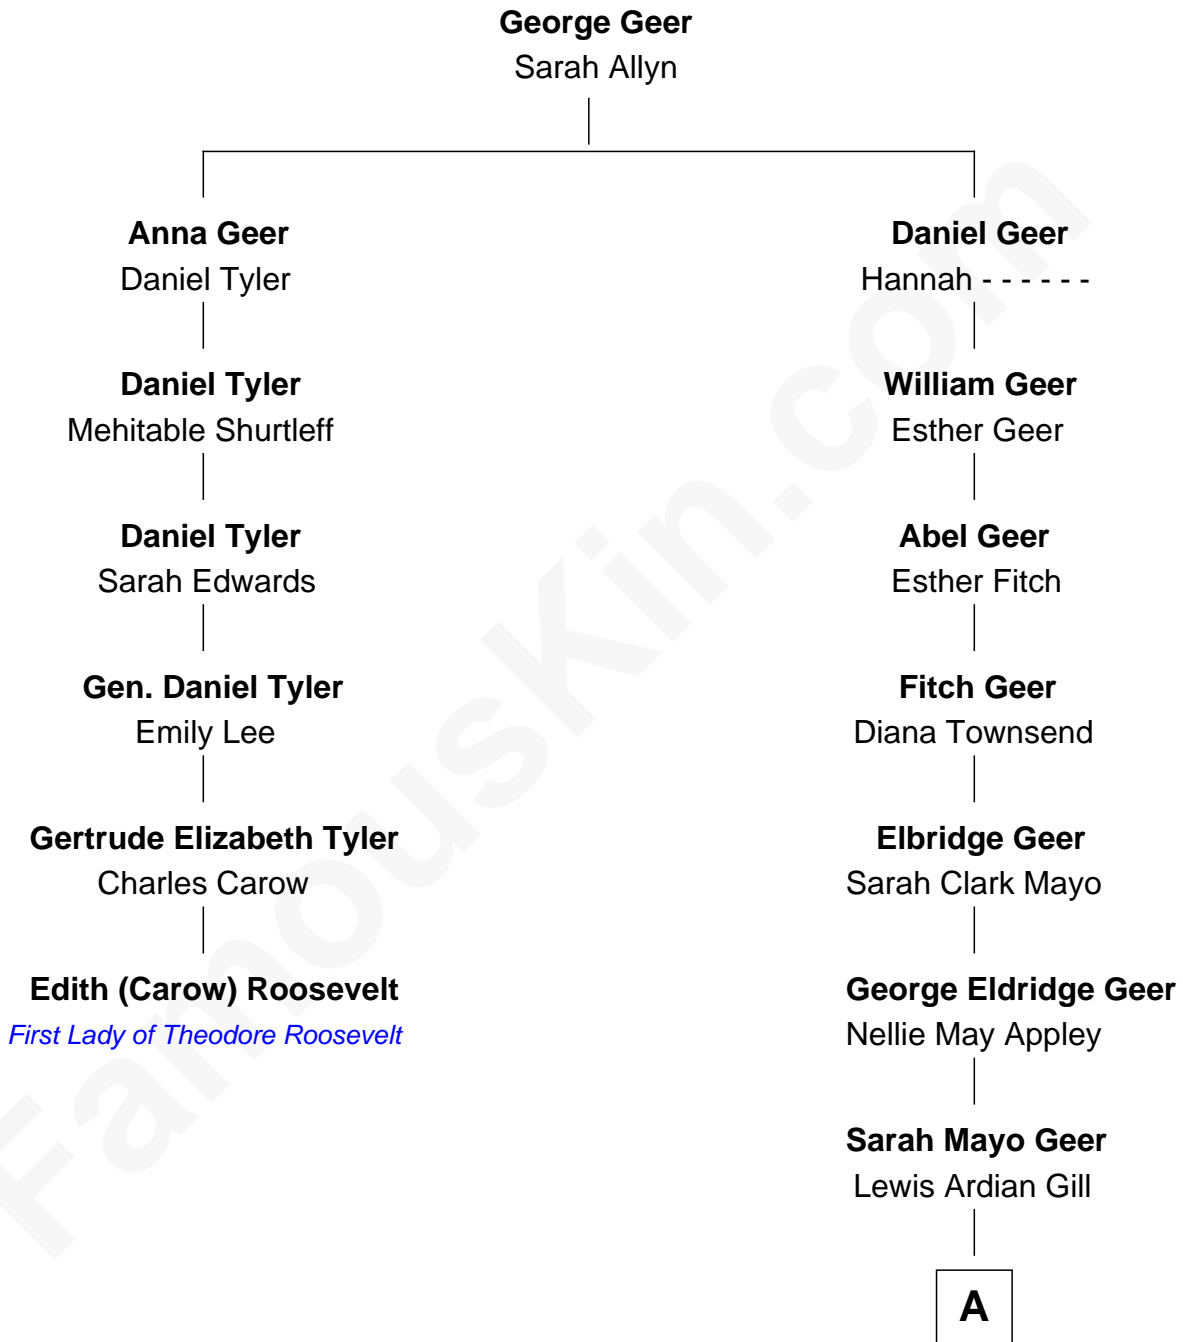 George Geer
Sarah Allyn
Anna Geer
Daniel Tyler
Daniel Tyler
Mehitable Shurtleff
Daniel Tyler
Sarah Edwards
Gen. Daniel Tyler
Emily Lee
Gertrude Elizabeth Tyler
Charles Carow
Edith (Carow) Roosevelt
First Lady of Theodore Roosevelt
Daniel Geer
Hannah - - - - - -
William Geer
Esther Geer
Abel Geer
Esther Fitch
Fitch Geer
Diana Townsend
Elbridge Geer
Sarah Clark Mayo
George Eldridge Geer
Nellie May Appley
Sarah Mayo Geer
Lewis Ardian Gill
A
FamousKin.com